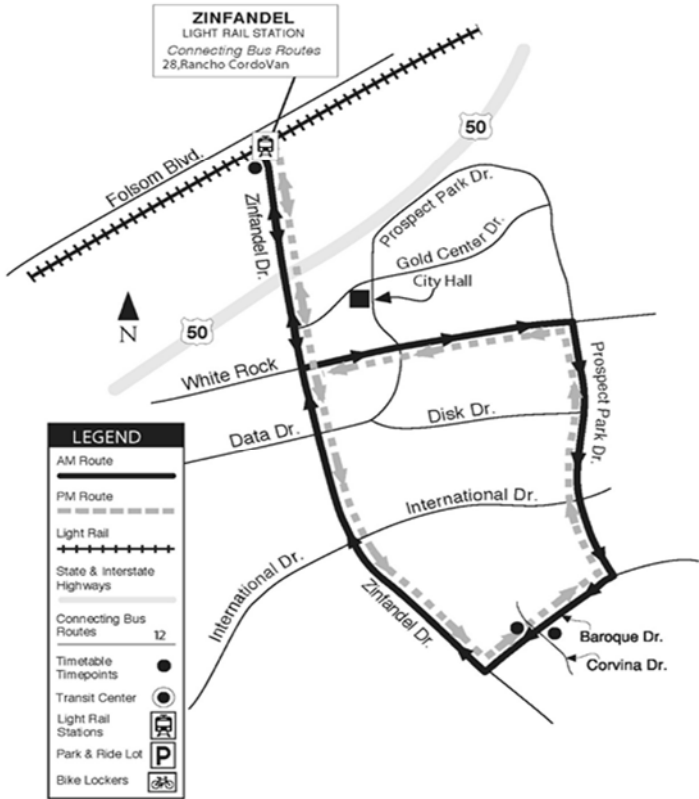 ZINFANDEL
LIGHT RAIL STATION
Connecting Bus Routes
28,Rancho CordoVan
50
Folsom Blvd.
Zinfandel Dr.
Prospect Park Dr.
Gold Center Dr.
City Hall
N
50
White Rock
Prospect Park Dr.
Data Dr.
Disk Dr.
International Dr.
International Dr.
Zinfandel Dr.
Baroque Dr.
Corvina Dr.
LEGEND
AM Route
PM Route
Light Rail
State & Interstate
Highways
Connecting Bus
Routes 12
Timetable
Timepoints
Transit Center
Light Rail
Stations
Park & Ride Lot P
Bike Lockers